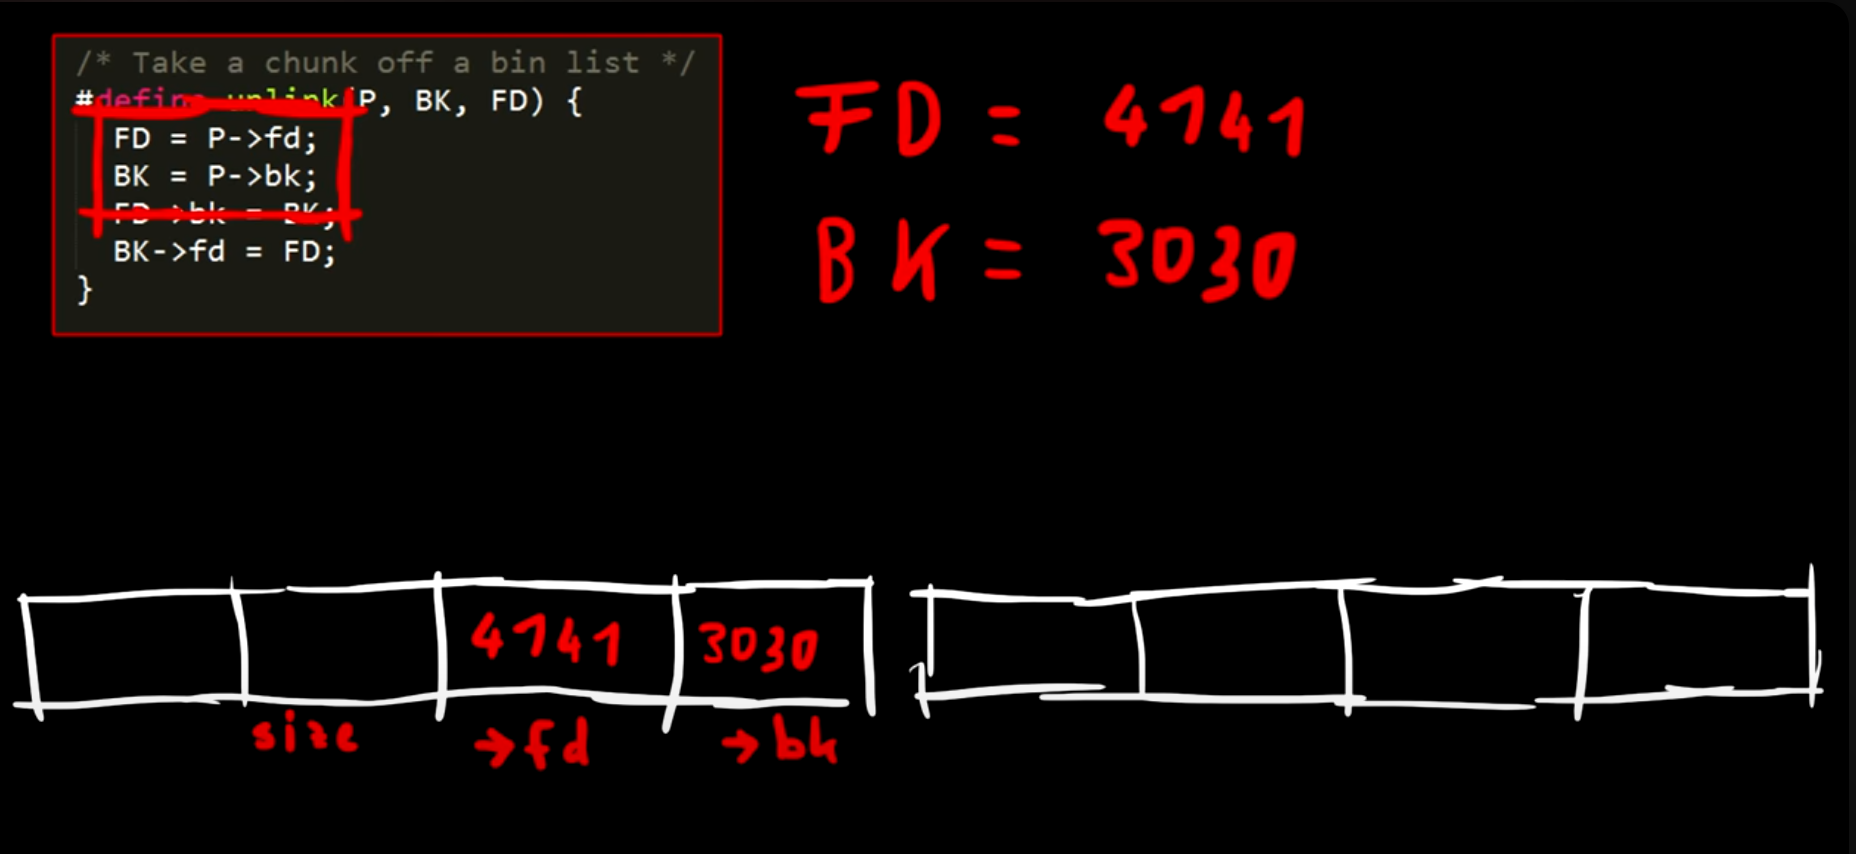 /* Take a chunk off a bin list */
#define unlink(P, BK, FD) {
FD = P->fd;
BK = P->bk;
FD->bk = BK;
BK->fd = FD;
}
FD = 4141
BK = 3030
4141 3030
size →fd →bk